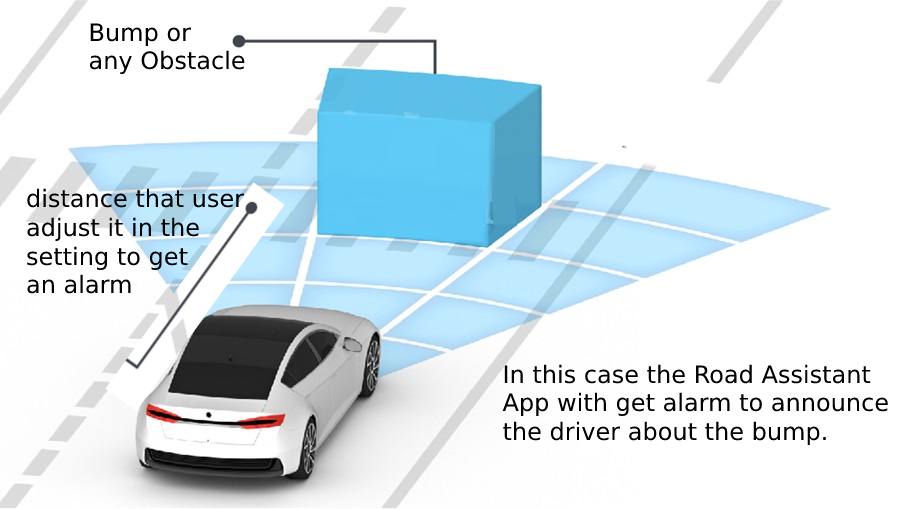 Bump or
any Obstacle
distance that user
adjust it in the
setting to get
an alarm
In this case the Road Assistant
App with get alarm to announce
the driver about the bump.